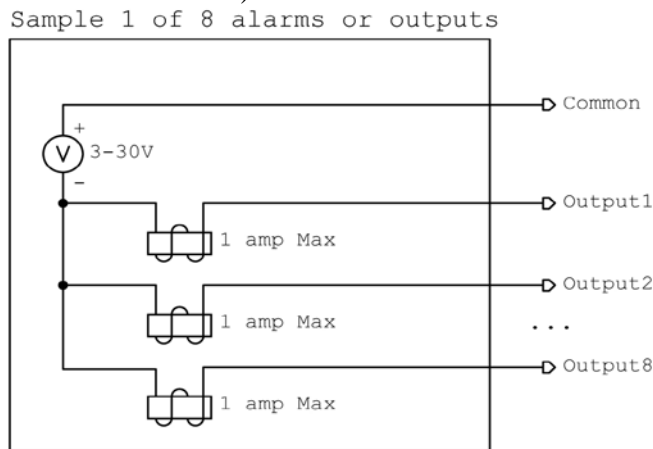 Sample 1 of 8 alarms or outputs
Common
+
V 3-30V
-
Output1
1 amp Max
Output2
1 amp Max
...
Output8
1 amp Max